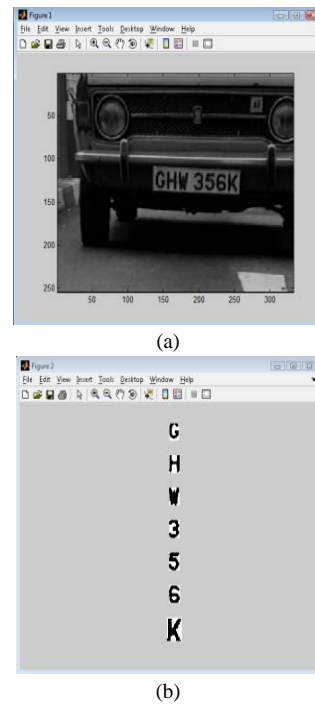 Figure 1
File Edit View Insert Tools Desktop Window Help
50
100
150
200
250
50 100 150 200 250 300
GHW 356K
(a)
Figure 2
File Edit View Insert Tools Desktop Window Help
G
H
W
3
5
6
K
(b)